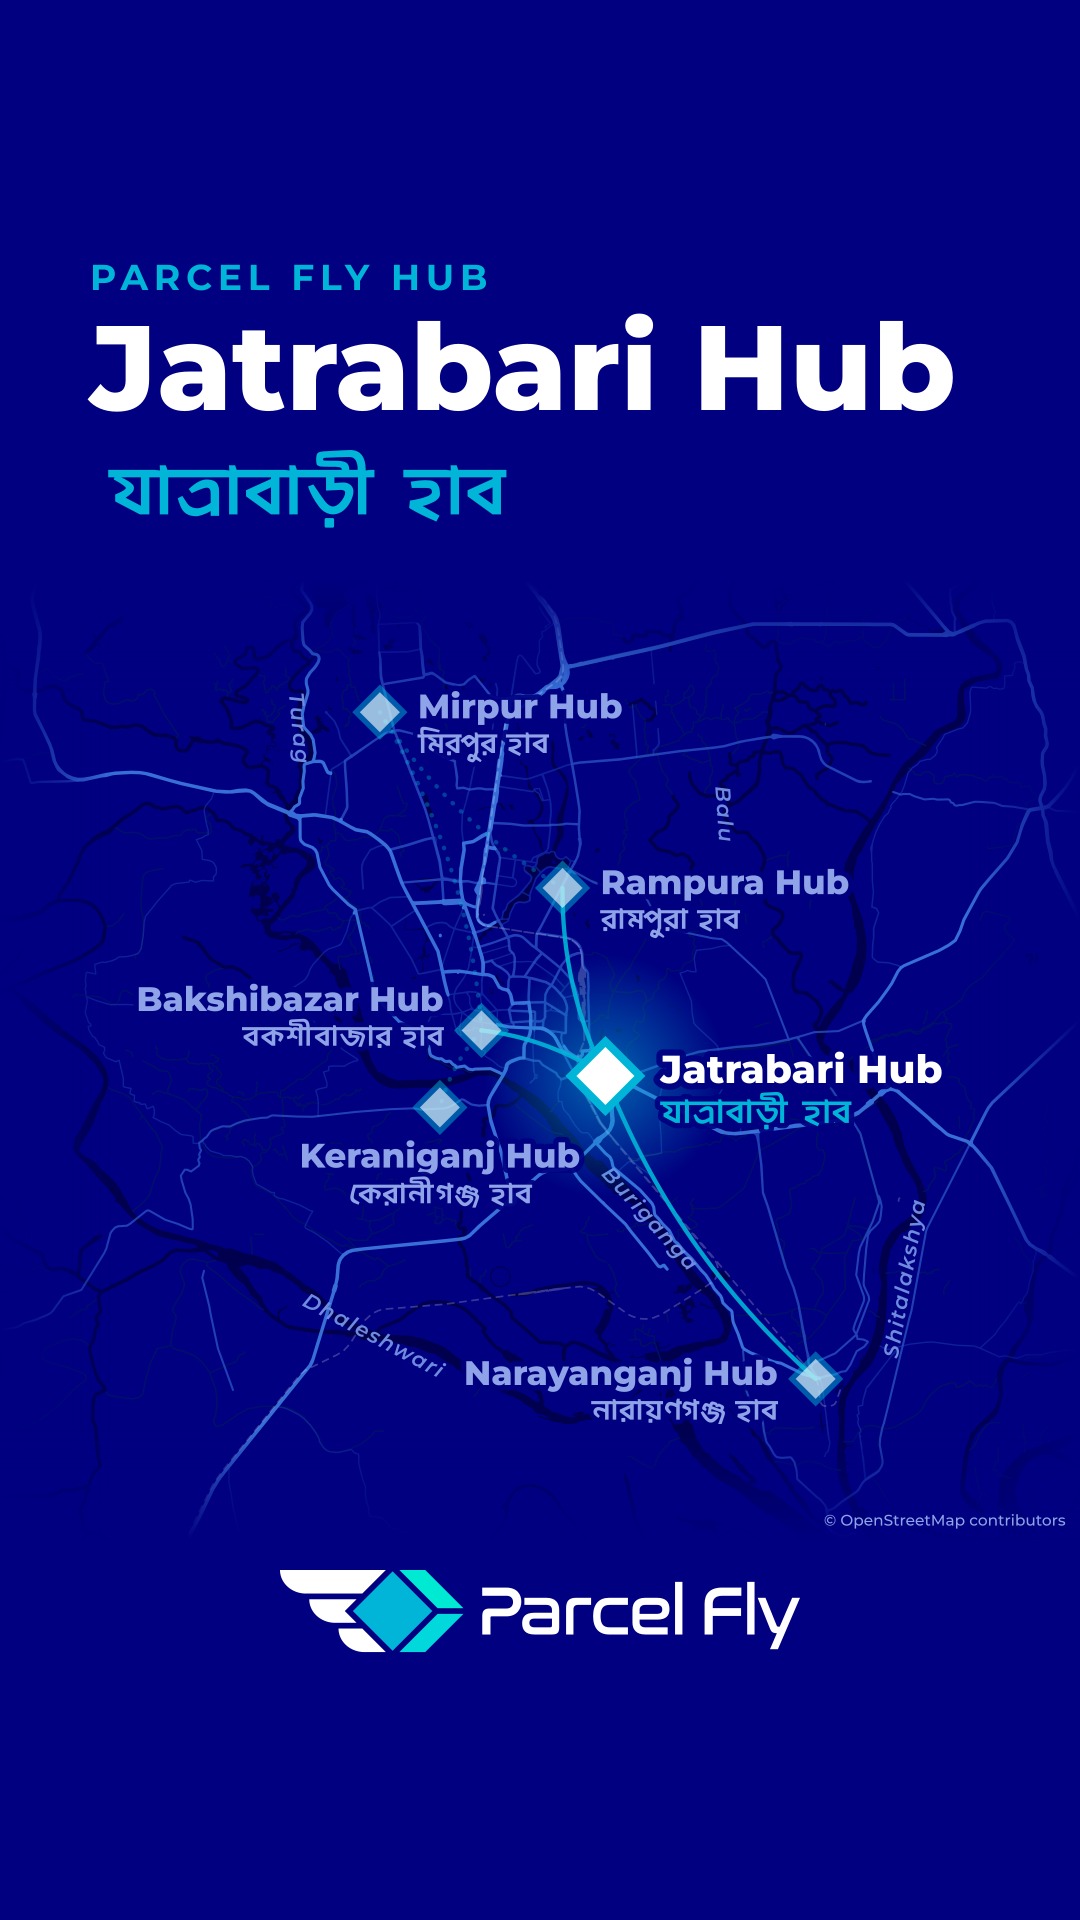 PARCEL FLY HUB
Jatrabari Hub
যাত্রাবাড়ী হাব
Turag
Mirpur Hub
মিরপুর হাব
Balu
Rampura Hub
রামপুরা হাব
Bakshibazar Hub
বকশীবাজার হাব
Jatrabari Hub
যাত্রাবাড়ী হাব
Keraniganj Hub
কেরানীগঞ্জ হাব
Buriganga
Shitalakshya
Dhaleshwari
Narayanganj Hub
নারায়ণগঞ্জ হাব
© OpenStreetMap contributors
Parcel Fly